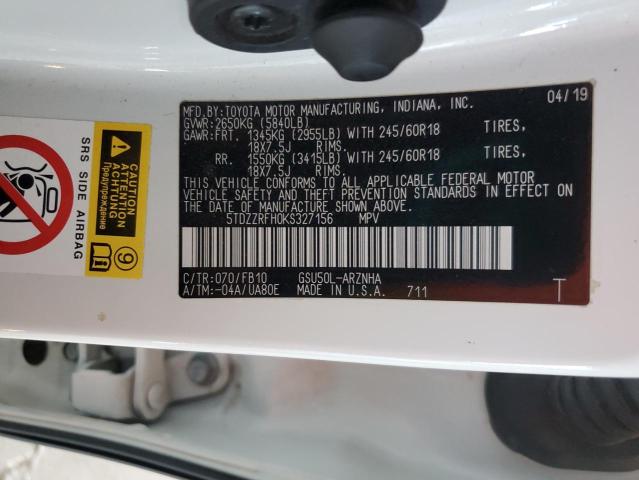 MFD.BY:TOYOTA MOTOR MANUFACTURING, INDIANA, INC. 04/19
GVWR:2650KG (5840LB)
GAWR:FRT. 1345KG (2955LB) WITH 245/60R18 TIRES,
18X7.5J RIMS.
RR. 1550KG (3415LB) WITH 245/60R18 TIRES,
18X7.5J RIMS.
THIS VEHICLE CONFORMS TO ALL APPLICABLE FEDERAL MOTOR
VEHICLE SAFETY AND THEFT PREVENTION STANDARDS IN EFFECT
ON THE DATE OF MANUFACTURE SHOWN ABOVE.
5TDZZRFH0KS327156 MPV
C/TR:070/FB10 GSU50L-ARZNHA
A/TM:-04A/UA80E MADE IN U.S.A. 711
T
SRS SIDE AIRBAG
CAUTION
ATTENTION
ACHTUNG
Предупреждение
9